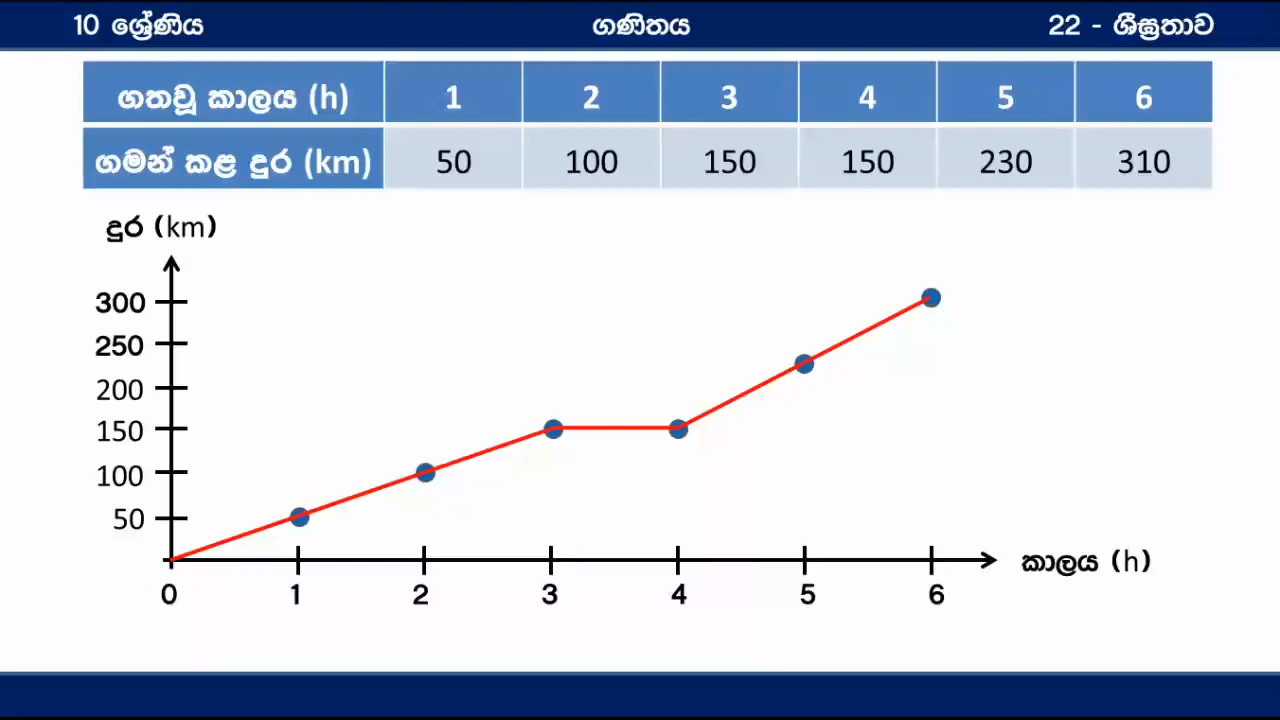 10 ශ්‍රේණිය ගණිතය 22 - ශීඝ්‍රතාව
ගතවූ කාලය (h) 1 2 3 4 5 6
ගමන් කළ දුර (km) 50 100 150 150 230 310
දුර (km)
300
250
200
150
100
50
කාලය (h)
0 1 2 3 4 5 6